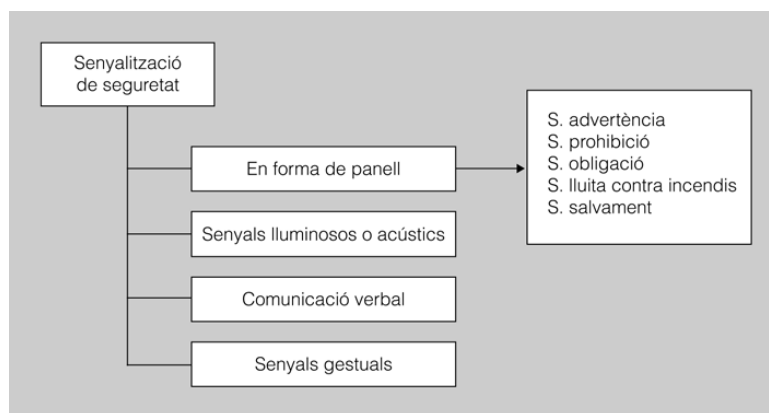 Senyalització
de seguretat
En forma de panell
S. advertència
S. prohibició
S. obligació
S. lluita contra incendis
S. salvament
Senyals lluminosos o acústics
Comunicació verbal
Senyals gestuals